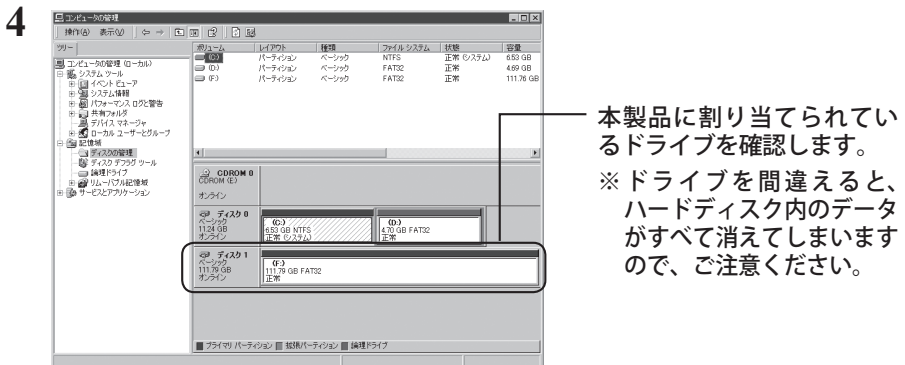 4
コンピュータの管理
操作(A) 表示(V)
ツリー
コンピュータの管理 (ローカル)
システム ツール
イベント ビューア
システム情報
パフォーマンス ログと警告
共有フォルダ
デバイス マネージャ
ローカル ユーザーとグループ
記憶域
ディスクの管理
ディスク デフラグ ツール
論理ドライブ
リムーバブル記憶域
サービスとアプリケーション
ボリューム レイアウト 種類 ファイル システム 状態 容量
(C:) パーティション ベーシック NTFS 正常 (システム) 6.53 GB
(D:) パーティション ベーシック FAT32 正常 4.69 GB
(F:) パーティション ベーシック FAT32 正常 111.76 GB
CDROM 0
CDROM (E:)
オンライン
ディスク 0
ベーシック
11.24 GB
オンライン
(C:)
6.53 GB NTFS
正常 (システム)
(D:)
4.70 GB FAT32
正常
ディスク 1
ベーシック
111.79 GB
オンライン
(F:)
111.79 GB FAT32
正常
プライマリ パーティション 拡張パーティション 論理ドライブ
本製品に割り当てられてい
るドライブを確認します。
※ドライブを間違えると、
ハードディスク内のデータ
がすべて消えてしまいます
ので、ご注意ください。